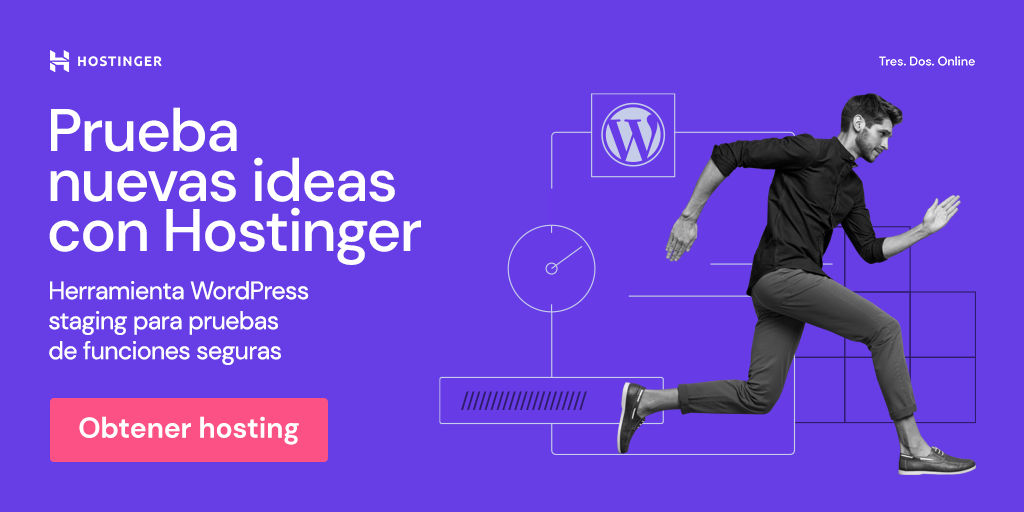 HOSTINGER
Tres. Dos. Online
Prueba
nuevas ideas
con Hostinger
Herramienta WordPress
staging para pruebas
de funciones seguras
Obtener hosting